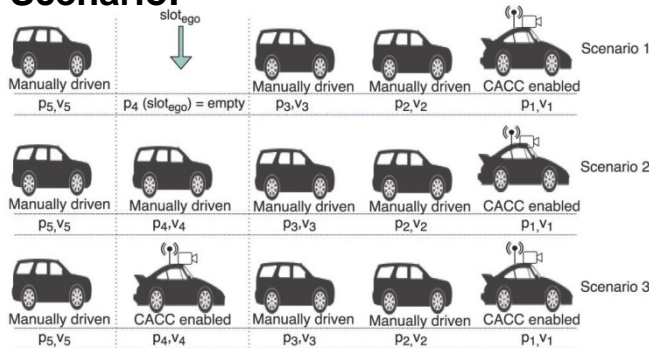 slot_ego
Manually driven Manually driven Manually driven CACC enabled Scenario 1
p5,v5 p4 (slot_ego) = empty p3,v3 p2,v2 p1,v1
Manually driven Manually driven Manually driven Manually driven CACC enabled Scenario 2
p5,v5 p4,v4 p3,v3 p2,v2 p1,v1
Manually driven CACC enabled Manually driven Manually driven CACC enabled Scenario 3
p5,v5 p4,v4 p3,v3 p2,v2 p1,v1